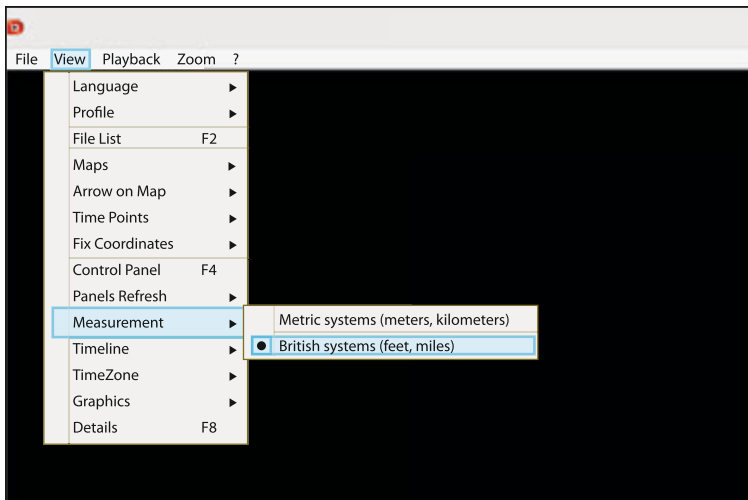 File View Playback Zoom ?
Language
Profile
File List F2
Maps
Arrow on Map
Time Points
Fix Coordinates
Control Panel F4
Panels Refresh
Measurement
Metric systems (meters, kilometers)
British systems (feet, miles)
Timeline
TimeZone
Graphics
Details F8